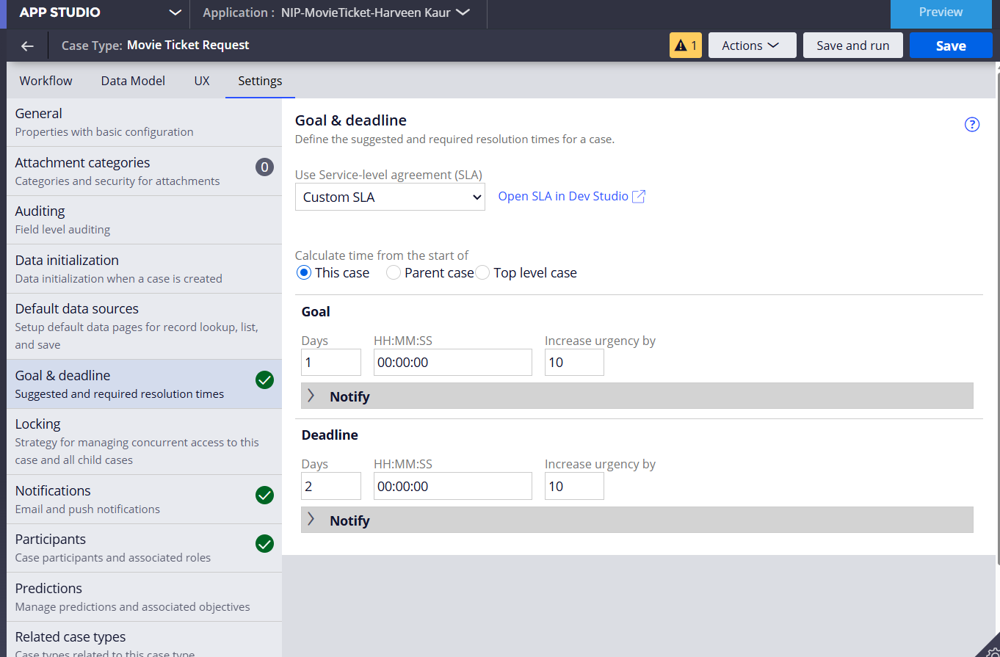 APP STUDIO
Application : NIP-MovieTicket-Harveen Kaur
Preview
Case Type: Movie Ticket Request
1
Actions
Save and run
Save
Workflow
Data Model
UX
Settings
General
Properties with basic configuration
Attachment categories
0
Categories and security for attachments
Auditing
Field level auditing
Data initialization
Data initialization when a case is created
Default data sources
Setup default data pages for record lookup, list,
and save
Goal & deadline
Suggested and required resolution times
Locking
Strategy for managing concurrent access to this
case and all child cases
Notifications
Email and push notifications
Participants
Case participants and associated roles
Predictions
Manage predictions and associated objectives
Related case types
Case types related to this case type
Goal & deadline
?
Define the suggested and required resolution times for a case.
Use Service-level agreement (SLA)
Custom SLA
Open SLA in Dev Studio
Calculate time from the start of
This case
Parent case
Top level case
Goal
Days
HH:MM:SS
Increase urgency by
1
00:00:00
10
Notify
Deadline
Days
HH:MM:SS
Increase urgency by
2
00:00:00
10
Notify